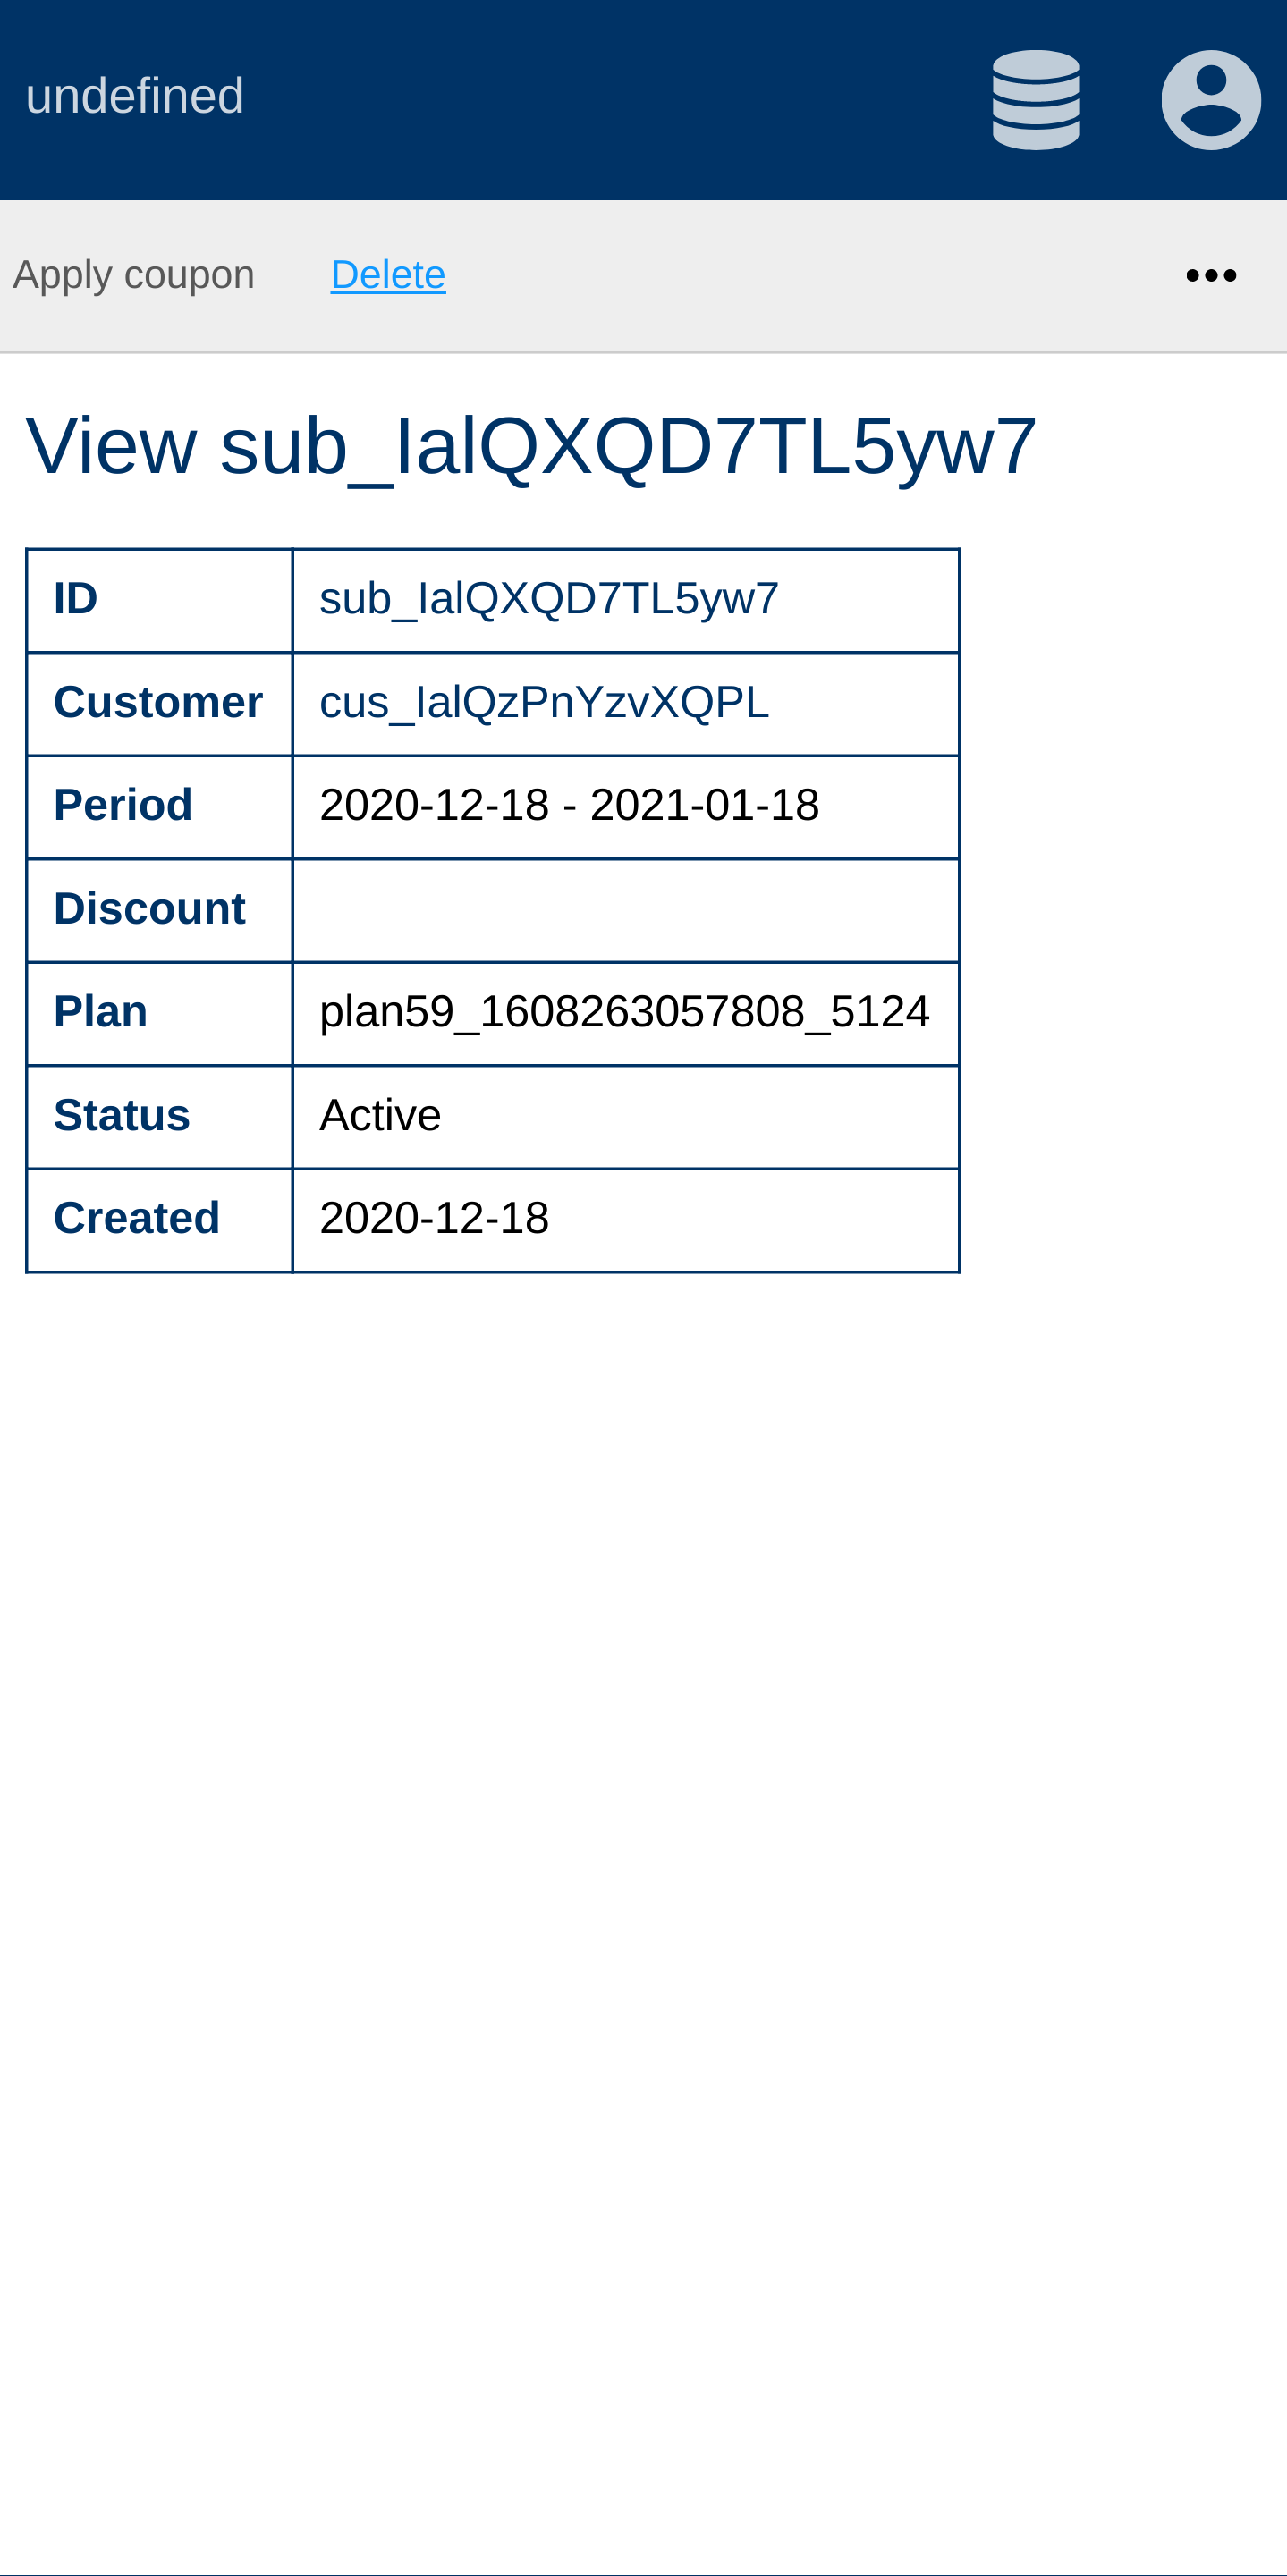 undefined
Apply coupon Delete
View sub_IalQXQD7TL5yw7
ID sub_IalQXQD7TL5yw7
Customer cus_IalQzPnYzvXQPL
Period 2020-12-18 - 2021-01-18
Discount
Plan plan59_1608263057808_5124
Status Active
Created 2020-12-18